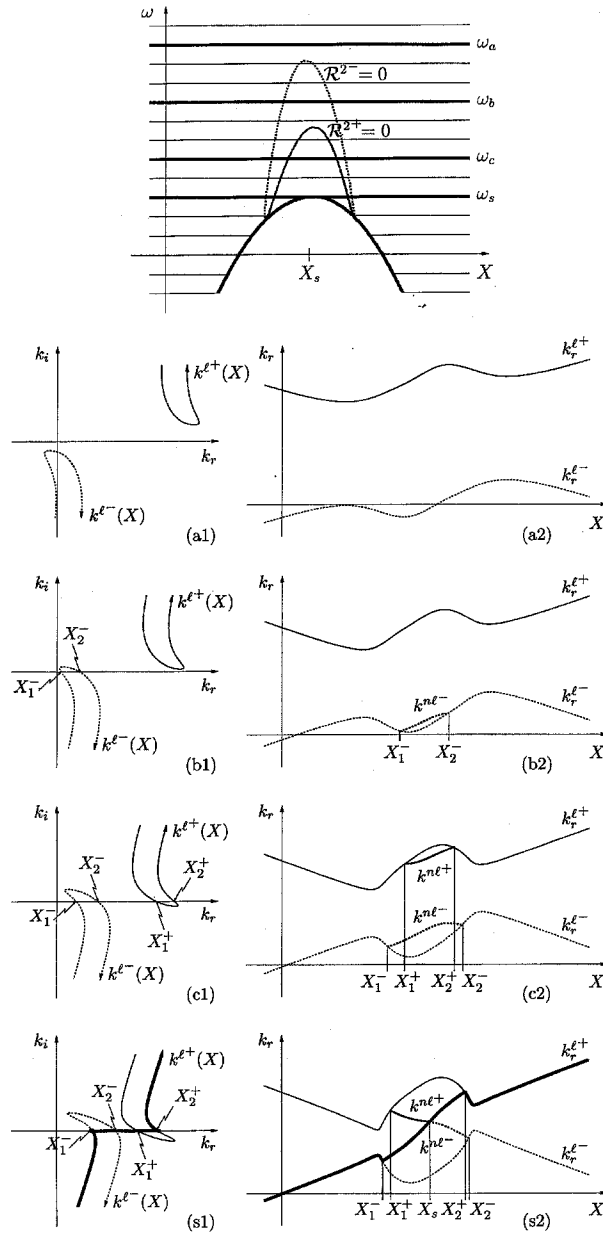 ω
ωₐ
𝓡²⁻ = 0
ω_b
𝓡²⁺ = 0
ω_c
ω_s
X_s
X
k_i
k^{ℓ+}(X)
k_r
k^{ℓ−}(X)
(a1)
k_r
k_r^{ℓ+}
k_r^{ℓ−}
X
(a2)
k_i
k^{ℓ+}(X)
X_2^−
X_1^−
k_r
k^{ℓ−}(X)
(b1)
k_r
k_r^{ℓ+}
k^{nℓ−}
k_r^{ℓ−}
X_1^−
X_2^−
X
(b2)
k_i
k^{ℓ+}(X)
X_2^−
X_2^+
X_1^−
k_r
X_1^+
k^{ℓ−}(X)
(c1)
k_r
k_r^{ℓ+}
k^{nℓ+}
k^{nℓ−}
k_r^{ℓ−}
X_1^− X_1^+ X_2^+ X_2^−
X
(c2)
k_i
k^{ℓ+}(X)
X_2^−
X_2^+
X_1^−
k_r
X_1^+
k^{ℓ−}(X)
(s1)
k_r
k_r^{ℓ+}
k^{nℓ+}
k^{nℓ−}
k_r^{ℓ−}
X_1^− X_1^+ X_s X_2^+ X_2^−
X
(s2)